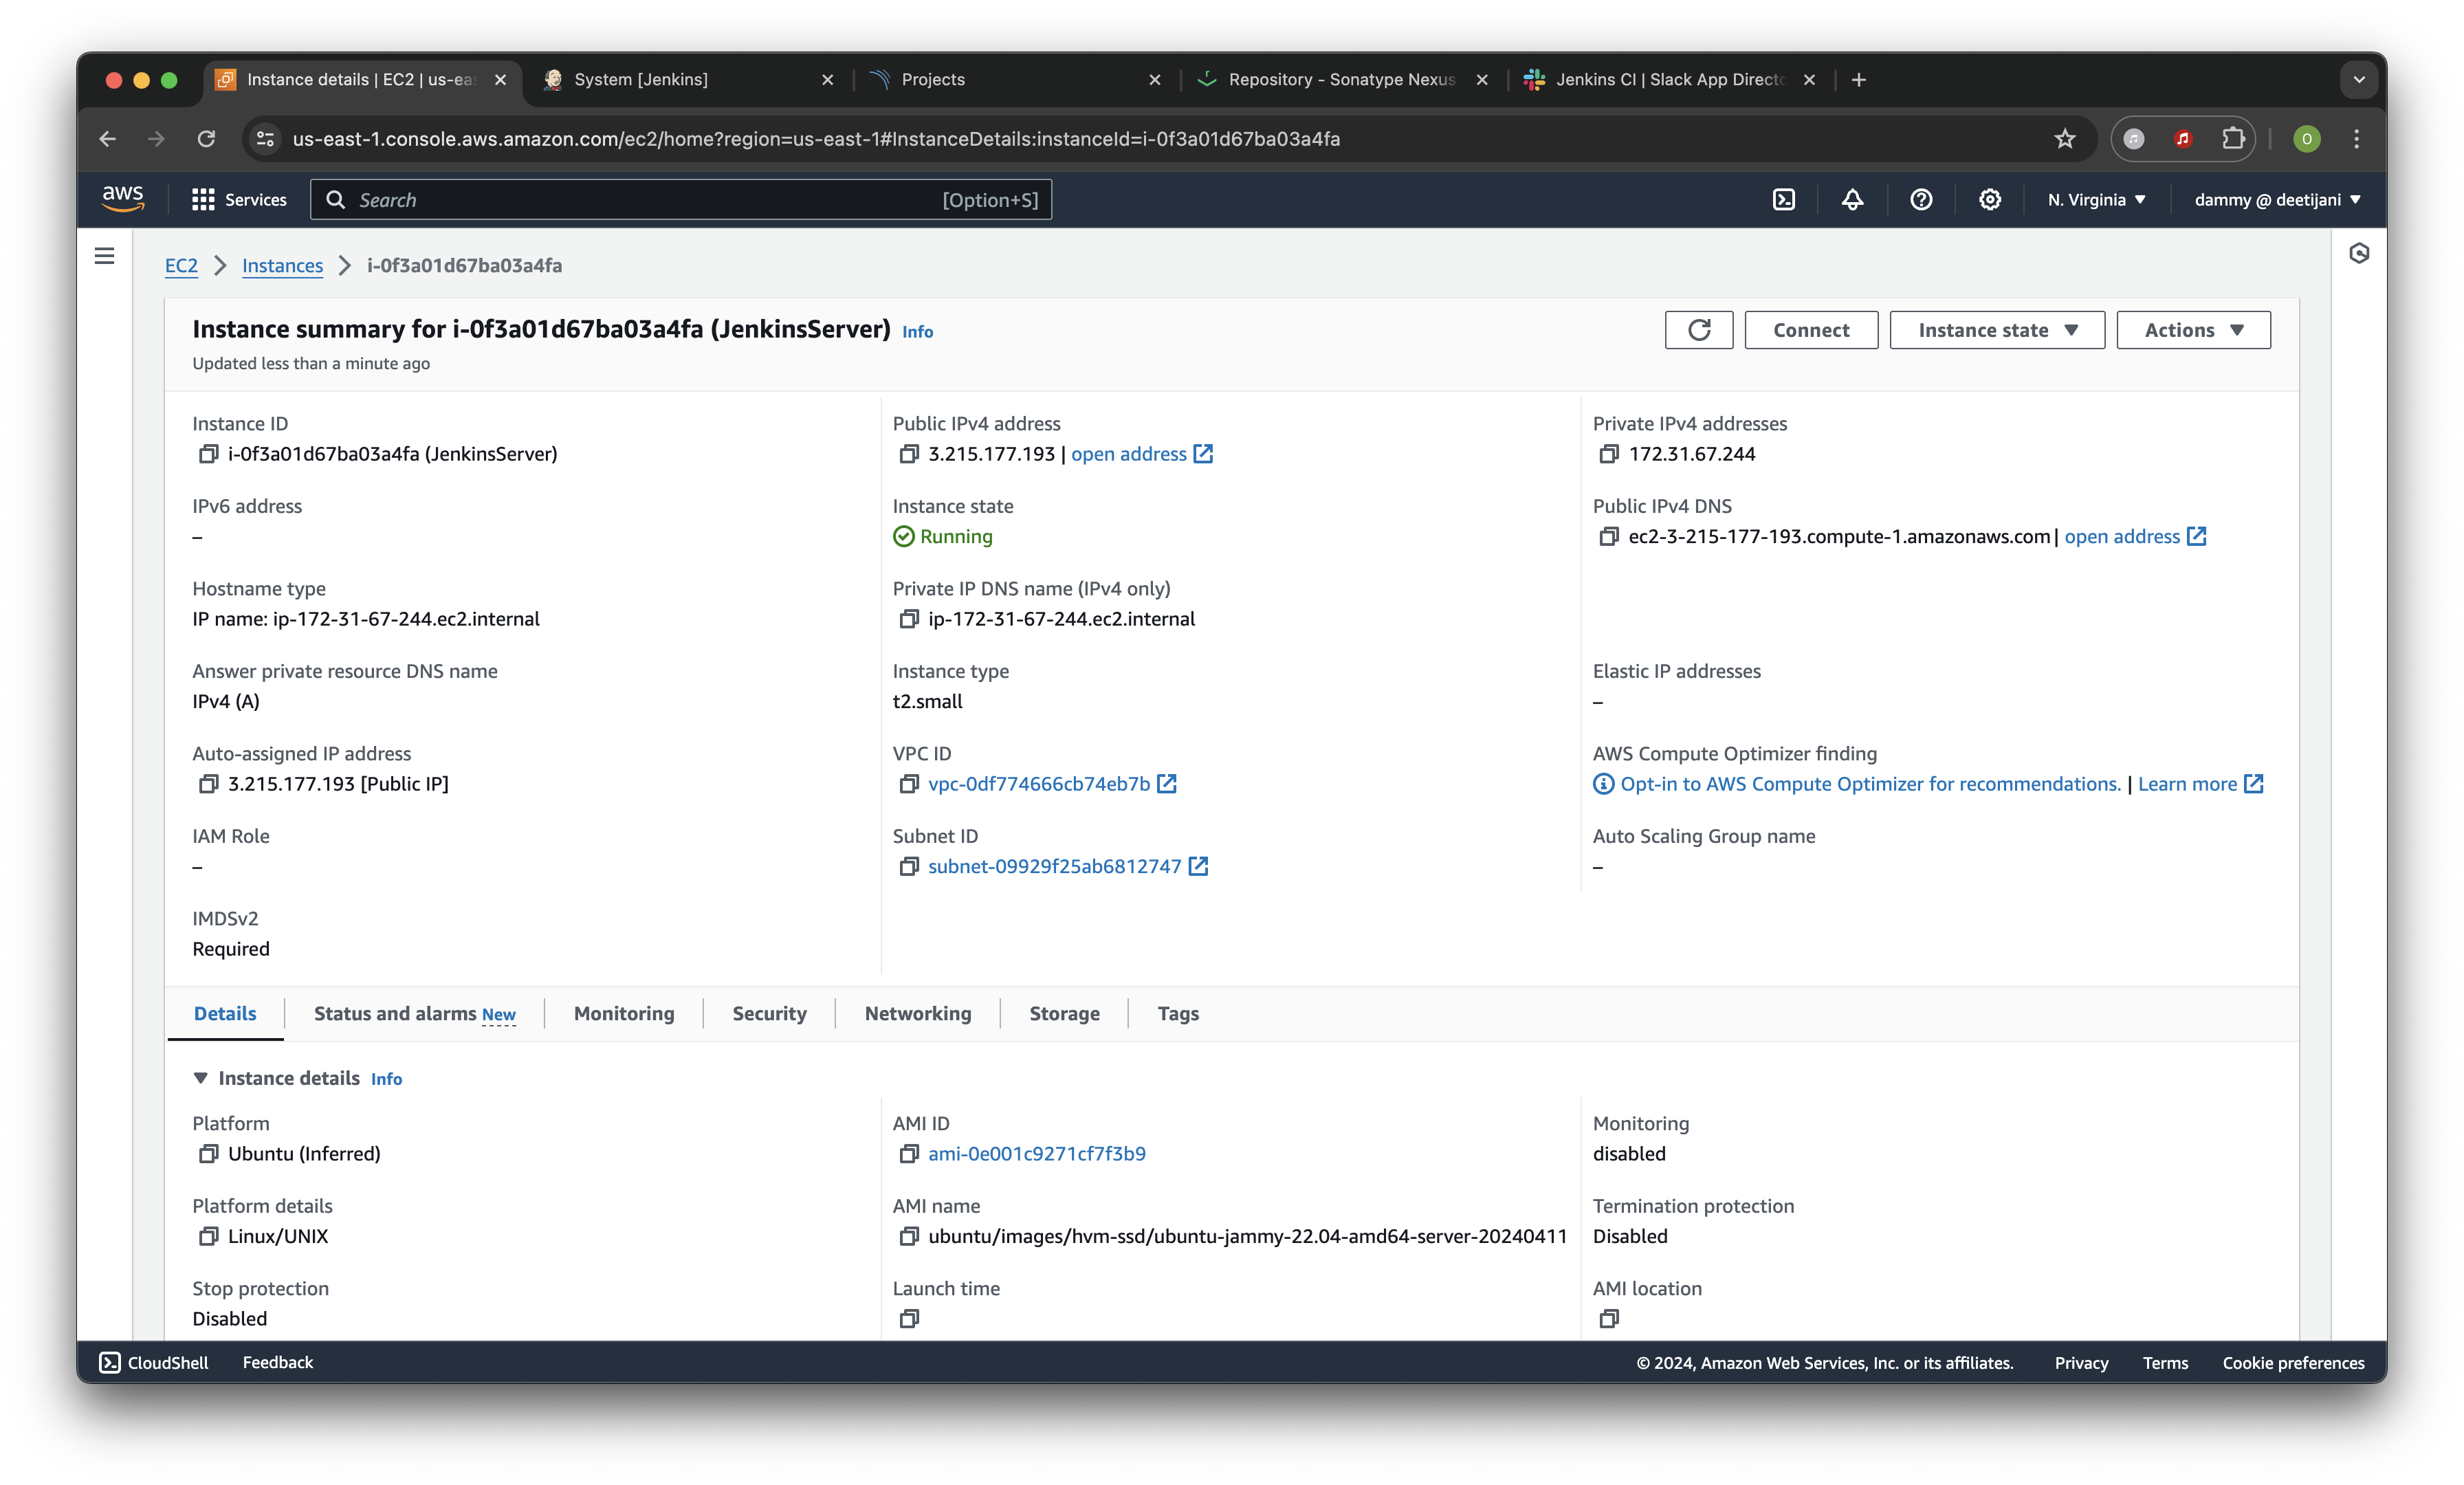 Instance details | EC2 | us-eas
System [Jenkins]
Projects
Repository - Sonatype Nexus
Jenkins CI | Slack App Directo
us-east-1.console.aws.amazon.com/ec2/home?region=us-east-1#InstanceDetails:instanceId=i-0f3a01d67ba03a4fa
O
aws
Services
Search
[Option+S]
N. Virginia
dammy @ deetijani
EC2
Instances
i-0f3a01d67ba03a4fa
Instance summary for i-0f3a01d67ba03a4fa (JenkinsServer) Info
Updated less than a minute ago
Connect
Instance state
Actions
Instance ID
i-0f3a01d67ba03a4fa (JenkinsServer)
Public IPv4 address
3.215.177.193 | open address
Private IPv4 addresses
172.31.67.244
IPv6 address
–
Instance state
Running
Public IPv4 DNS
ec2-3-215-177-193.compute-1.amazonaws.com | open address
Hostname type
IP name: ip-172-31-67-244.ec2.internal
Private IP DNS name (IPv4 only)
ip-172-31-67-244.ec2.internal
Answer private resource DNS name
IPv4 (A)
Instance type
t2.small
Elastic IP addresses
–
Auto-assigned IP address
3.215.177.193 [Public IP]
VPC ID
vpc-0df774666cb74eb7b
AWS Compute Optimizer finding
Opt-in to AWS Compute Optimizer for recommendations. | Learn more
IAM Role
–
Subnet ID
subnet-09929f25ab6812747
Auto Scaling Group name
–
IMDSv2
Required
Details
Status and alarms New
Monitoring
Security
Networking
Storage
Tags
Instance details Info
Platform
Ubuntu (Inferred)
AMI ID
ami-0e001c9271cf7f3b9
Monitoring
disabled
Platform details
Linux/UNIX
AMI name
ubuntu/images/hvm-ssd/ubuntu-jammy-22.04-amd64-server-20240411
Termination protection
Disabled
Stop protection
Disabled
Launch time
AMI location
CloudShell
Feedback
© 2024, Amazon Web Services, Inc. or its affiliates.
Privacy
Terms
Cookie preferences